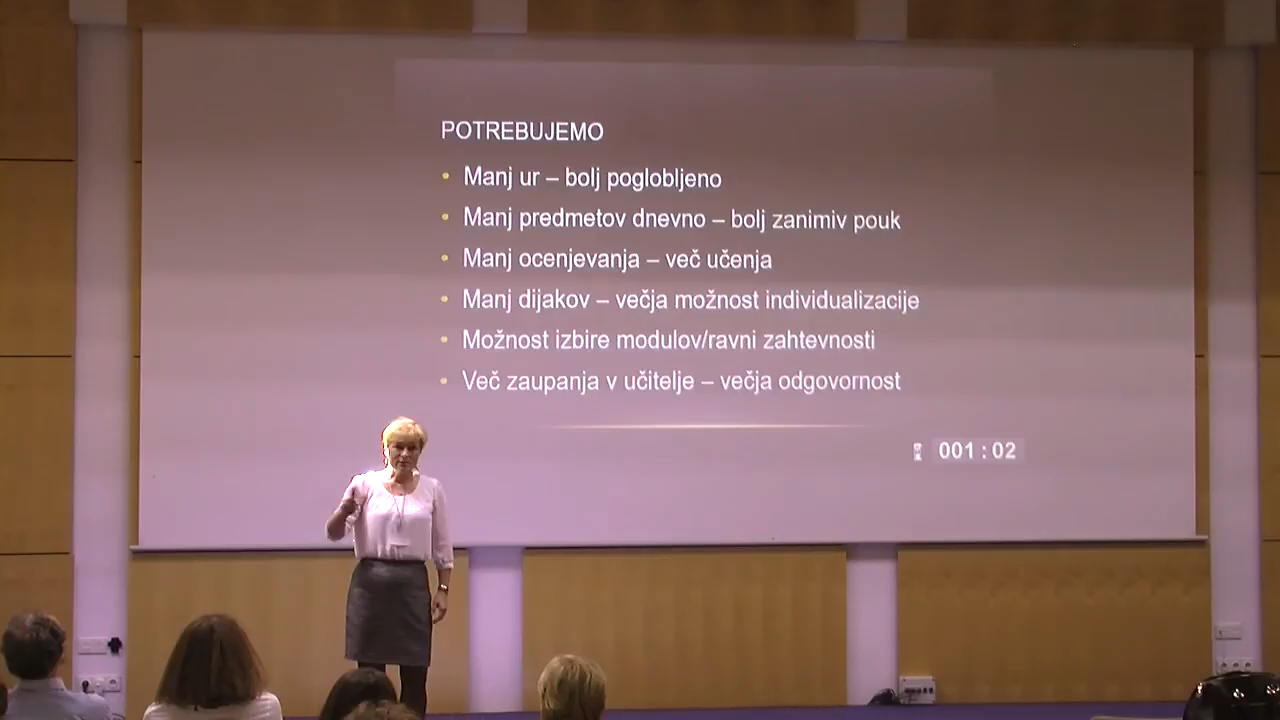 POTREBUJEMO
• Manj ur – bolj poglobljeno
• Manj predmetov dnevno – bolj zanimiv pouk
• Manj ocenjevanja – več učenja
• Manj dijakov – večja možnost individualizacije
• Možnost izbire modulov/ravni zahtevnosti
• Več zaupanja v učitelje – večja odgovornost
001 : 02